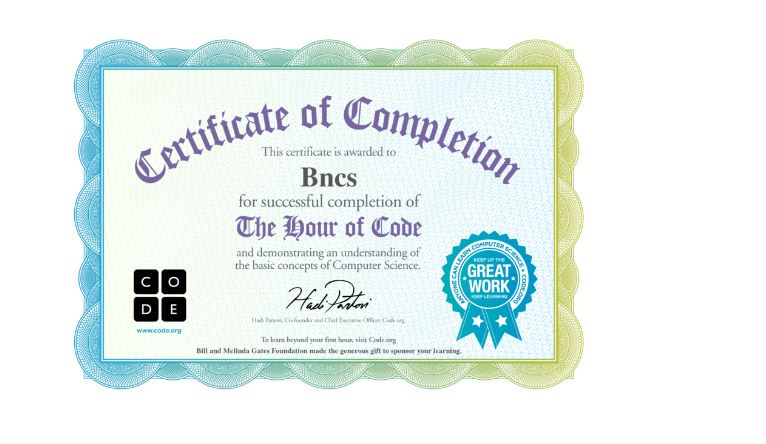 Certificate of Completion
This certificate is awarded to
Bncs
for successful completion of
The Hour of Code
and demonstrating an understanding of
the basic concepts of Computer Science.
Hadi Partovi
Hadi Partovi, Co-founder and Chief Executive Officer, Code.org
To learn beyond your first hour, visit Code.org
Bill and Melinda Gates Foundation made the generous gift to sponsor your learning.
C O
D E
www.code.org
ANYONE CAN LEARN COMPUTER SCIENCE • CODE.ORG
KEEP UP THE
GREAT
WORK
KEEP LEARNING